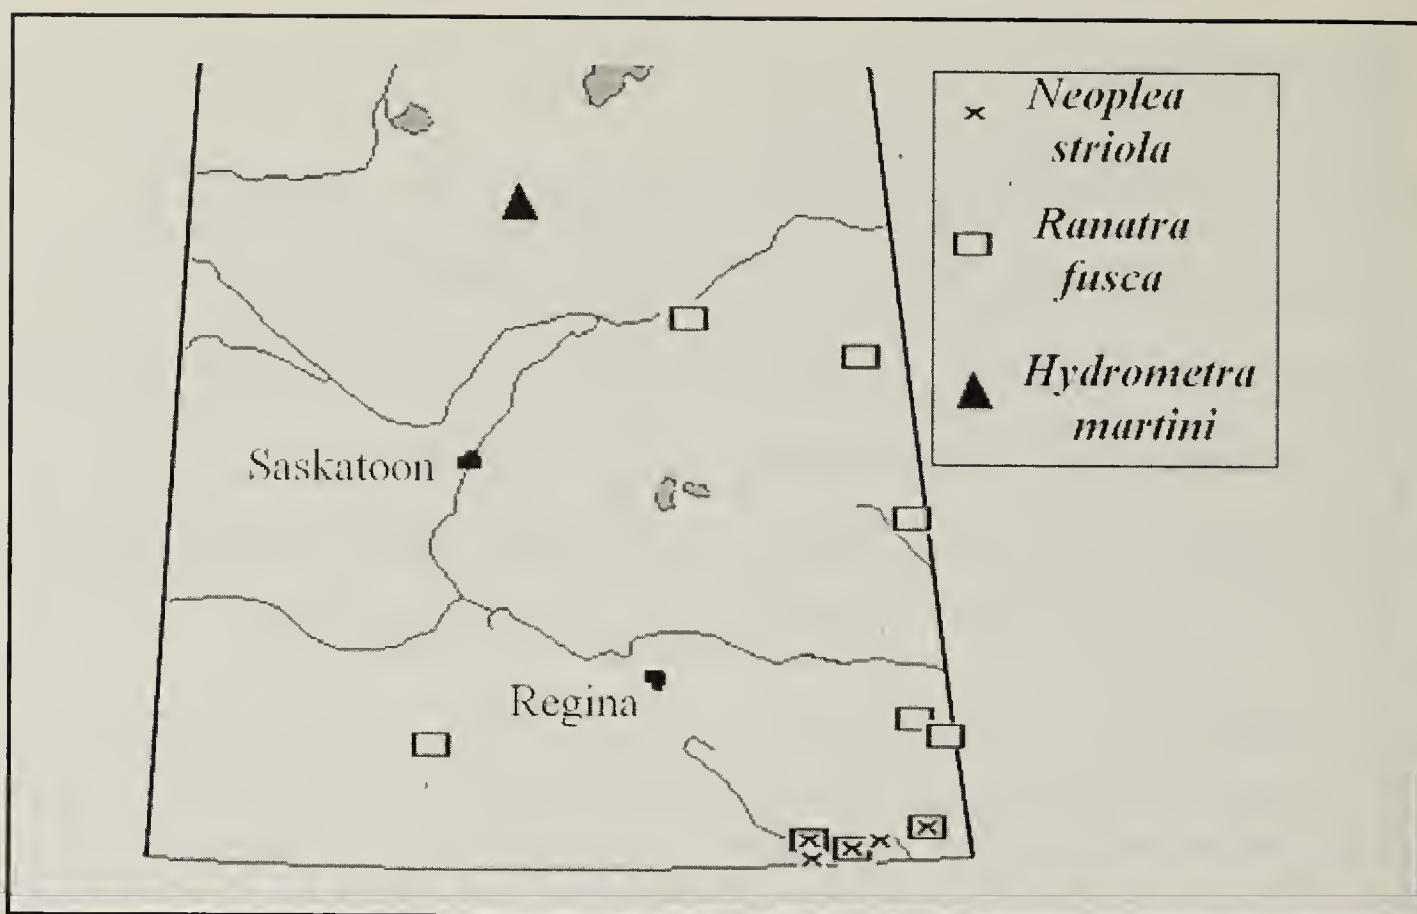 Neoplea
striola
Ranatra
fusca
Hydrometra
martini
Saskatoon
Regina